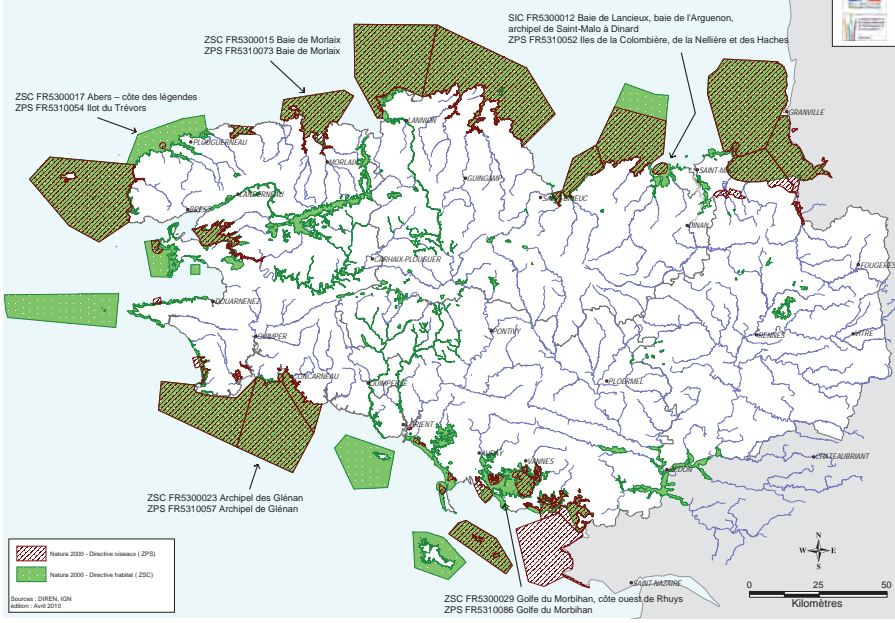 SIC FR5300012 Baie de Lancieux, baie de l'Arguenon,
archipel de Saint-Malo à Dinard
ZPS FR5310052 Iles de la Colombière, de la Nellière et des Haches
ZSC FR5300015 Baie de Morlaix
ZPS FR5310073 Baie de Morlaix
ZSC FR5300017 Abers – côte des légendes
ZPS FR5310054 Ilot du Trévors
GRANVILLE
LANNION
PLOUGUERNEAU
MORLAIX
SAINT-MALO
GUINGAMP
LANDERNEAU
SAINT-BRIEUC
BREST
DINAN
CARHAIX-PLOUGUER
FOUGERES
DOUARNENEZ
QUIMPER
PONTIVY
RENNES
VITRE
CONCARNEAU
QUIMPERLE
PLOERMEL
LORIENT
AURAY
VANNES
REDON
CHATEAUBRIANT
ZSC FR5300023 Archipel des Glénan
ZPS FR5310057 Archipel de Glénan
Natura 2000 - Directive oiseaux ( ZPS)
Natura 2000 - Directive habitat ( ZSC)
Sources : DIREN, IGN
édition : Avril 2010
N
W E
S
SAINT-NAZAIRE
0 25 50
Kilomètres
ZSC FR5300029 Golfe du Morbihan, côte ouest de Rhuys
ZPS FR5310086 Golfe du Morbihan